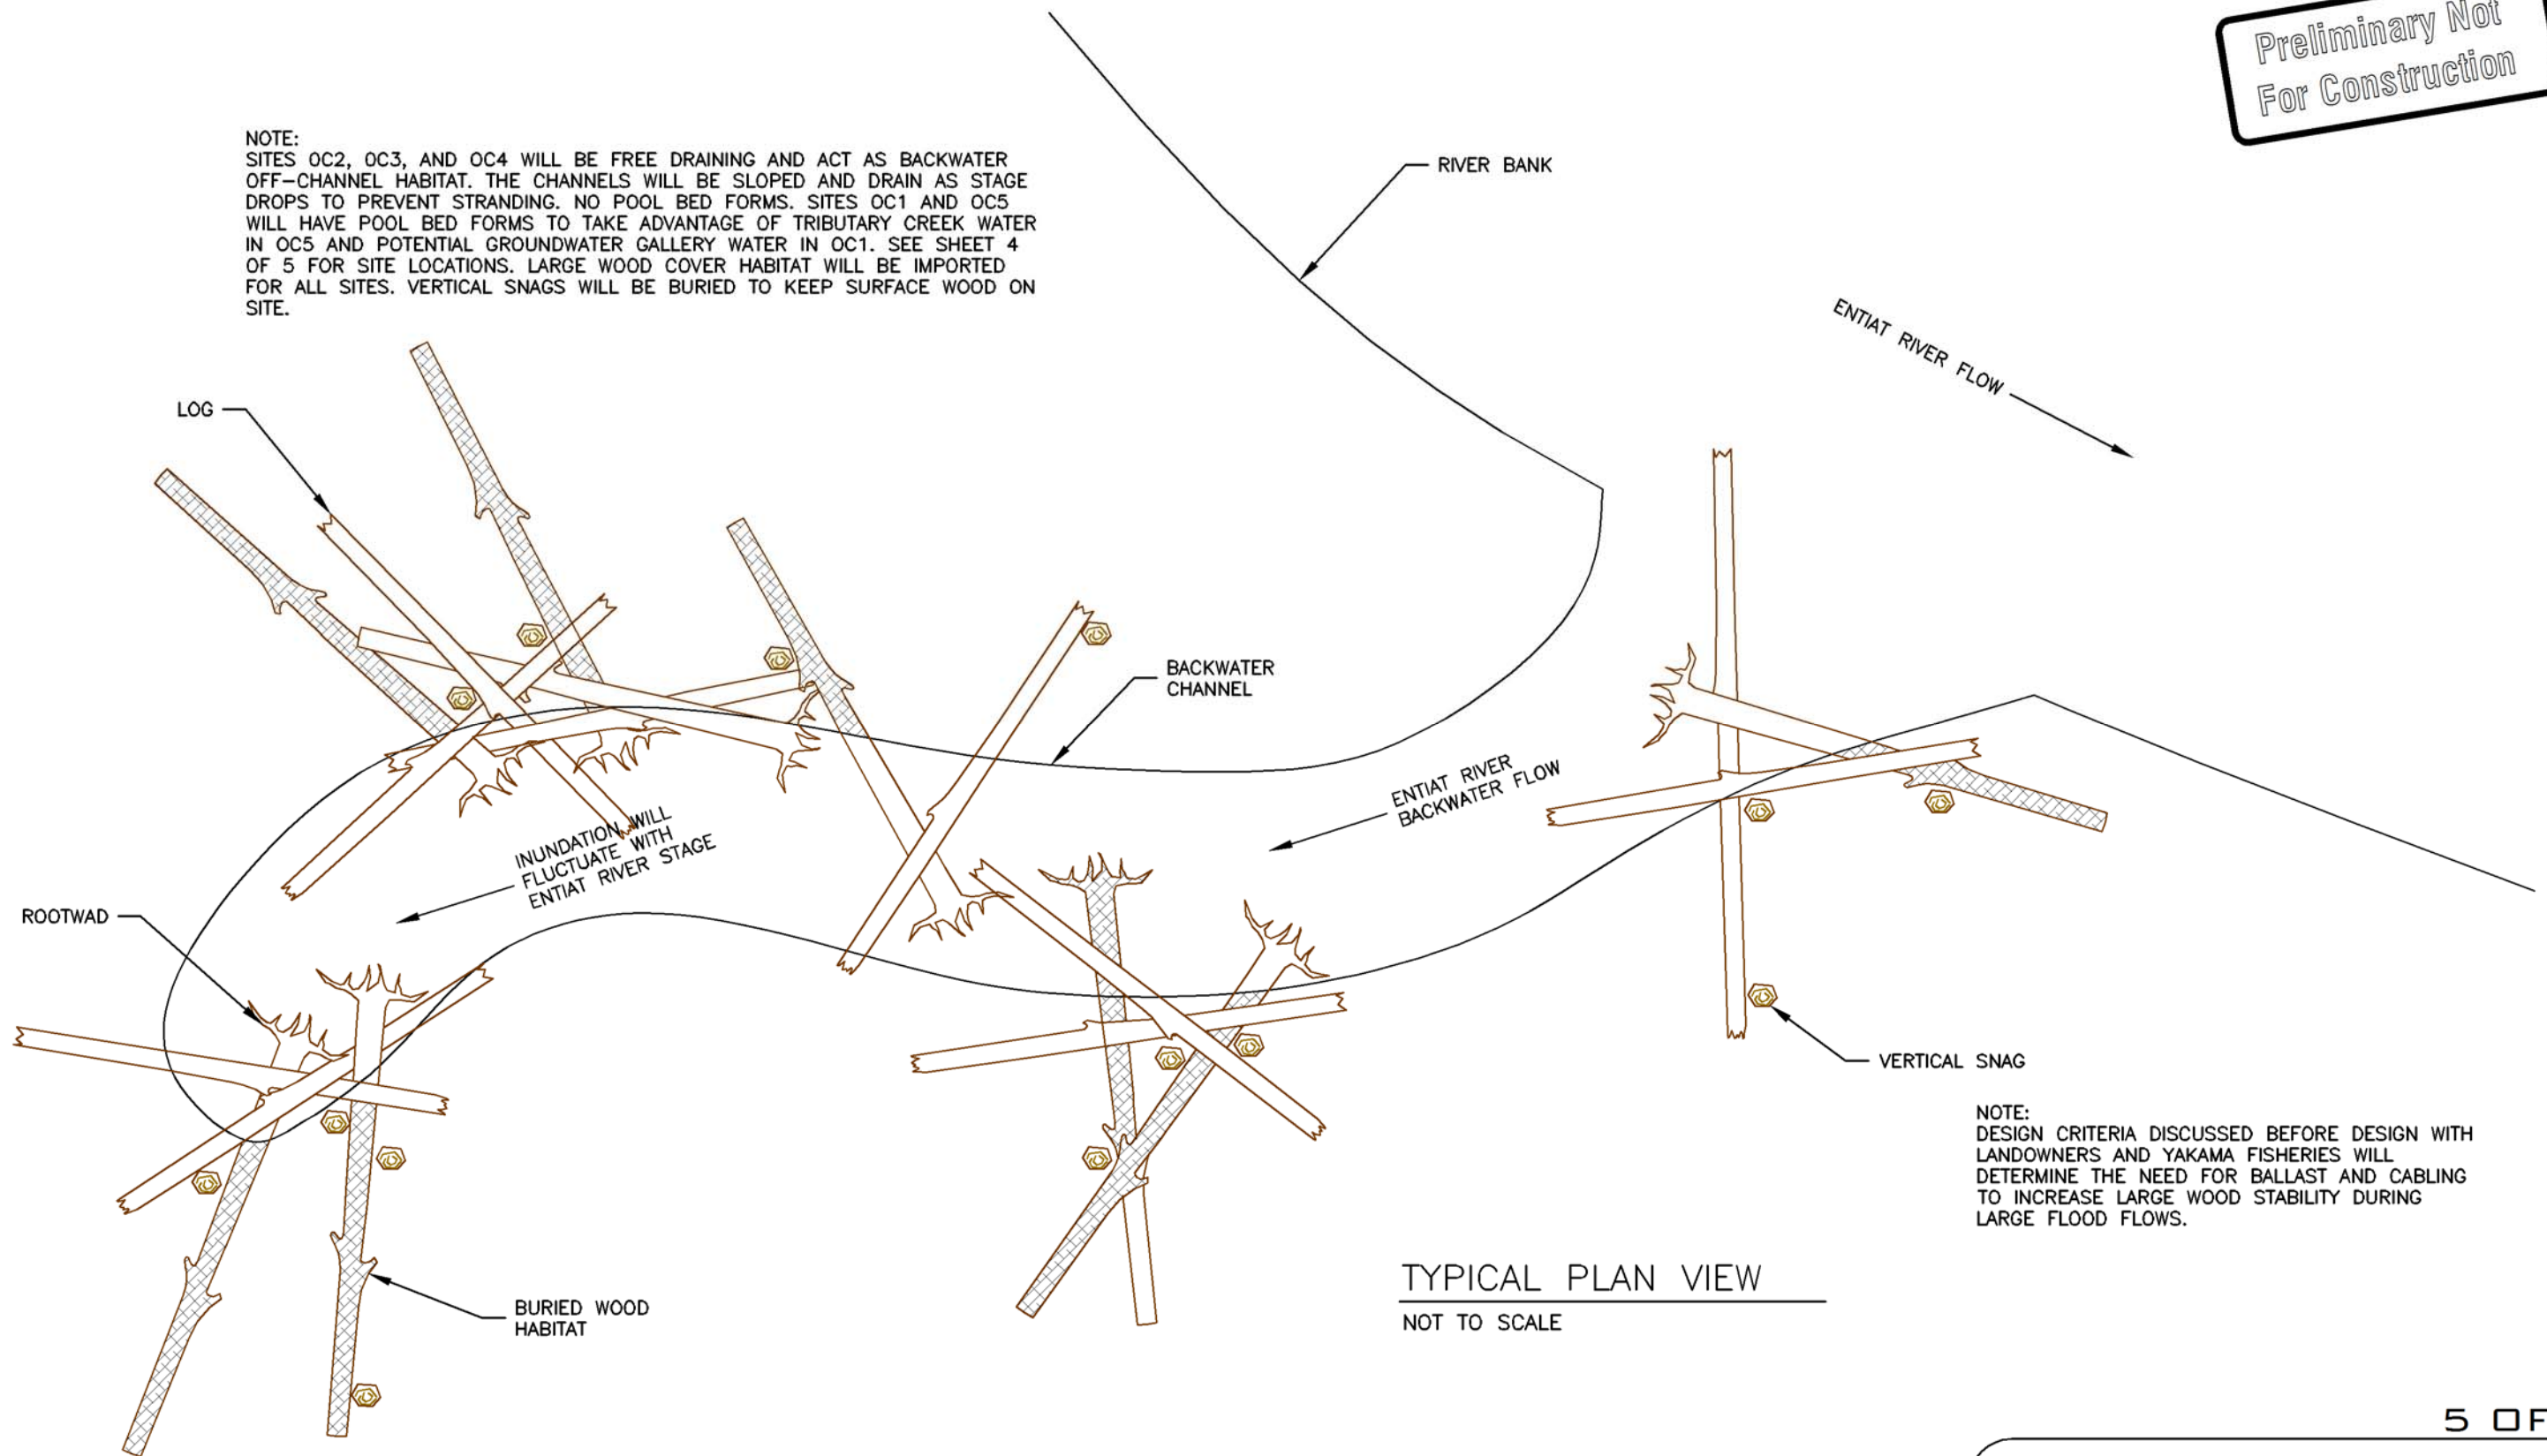 Preliminary Not
For Construction
NOTE:
SITES OC2, OC3, AND OC4 WILL BE FREE DRAINING AND ACT AS BACKWATER
OFF-CHANNEL HABITAT. THE CHANNELS WILL BE SLOPED AND DRAIN AS STAGE
DROPS TO PREVENT STRANDING. NO POOL BED FORMS. SITES OC1 AND OC5
WILL HAVE POOL BED FORMS TO TAKE ADVANTAGE OF TRIBUTARY CREEK WATER
IN OC5 AND POTENTIAL GROUNDWATER GALLERY WATER IN OC1. SEE SHEET 4
OF 5 FOR SITE LOCATIONS. LARGE WOOD COVER HABITAT WILL BE IMPORTED
FOR ALL SITES. VERTICAL SNAGS WILL BE BURIED TO KEEP SURFACE WOOD ON
SITE.
RIVER BANK
ENTIAT RIVER FLOW
LOG
BACKWATER
CHANNEL
ENTIAT RIVER
BACKWATER FLOW
INUNDATION WILL
FLUCTUATE WITH
ENTIAT RIVER STAGE
ROOTWAD
VERTICAL SNAG
NOTE:
DESIGN CRITERIA DISCUSSED BEFORE DESIGN WITH
LANDOWNERS AND YAKAMA FISHERIES WILL
DETERMINE THE NEED FOR BALLAST AND CABLING
TO INCREASE LARGE WOOD STABILITY DURING
LARGE FLOOD FLOWS.
BURIED WOOD
HABITAT
TYPICAL PLAN VIEW
NOT TO SCALE
5 OF